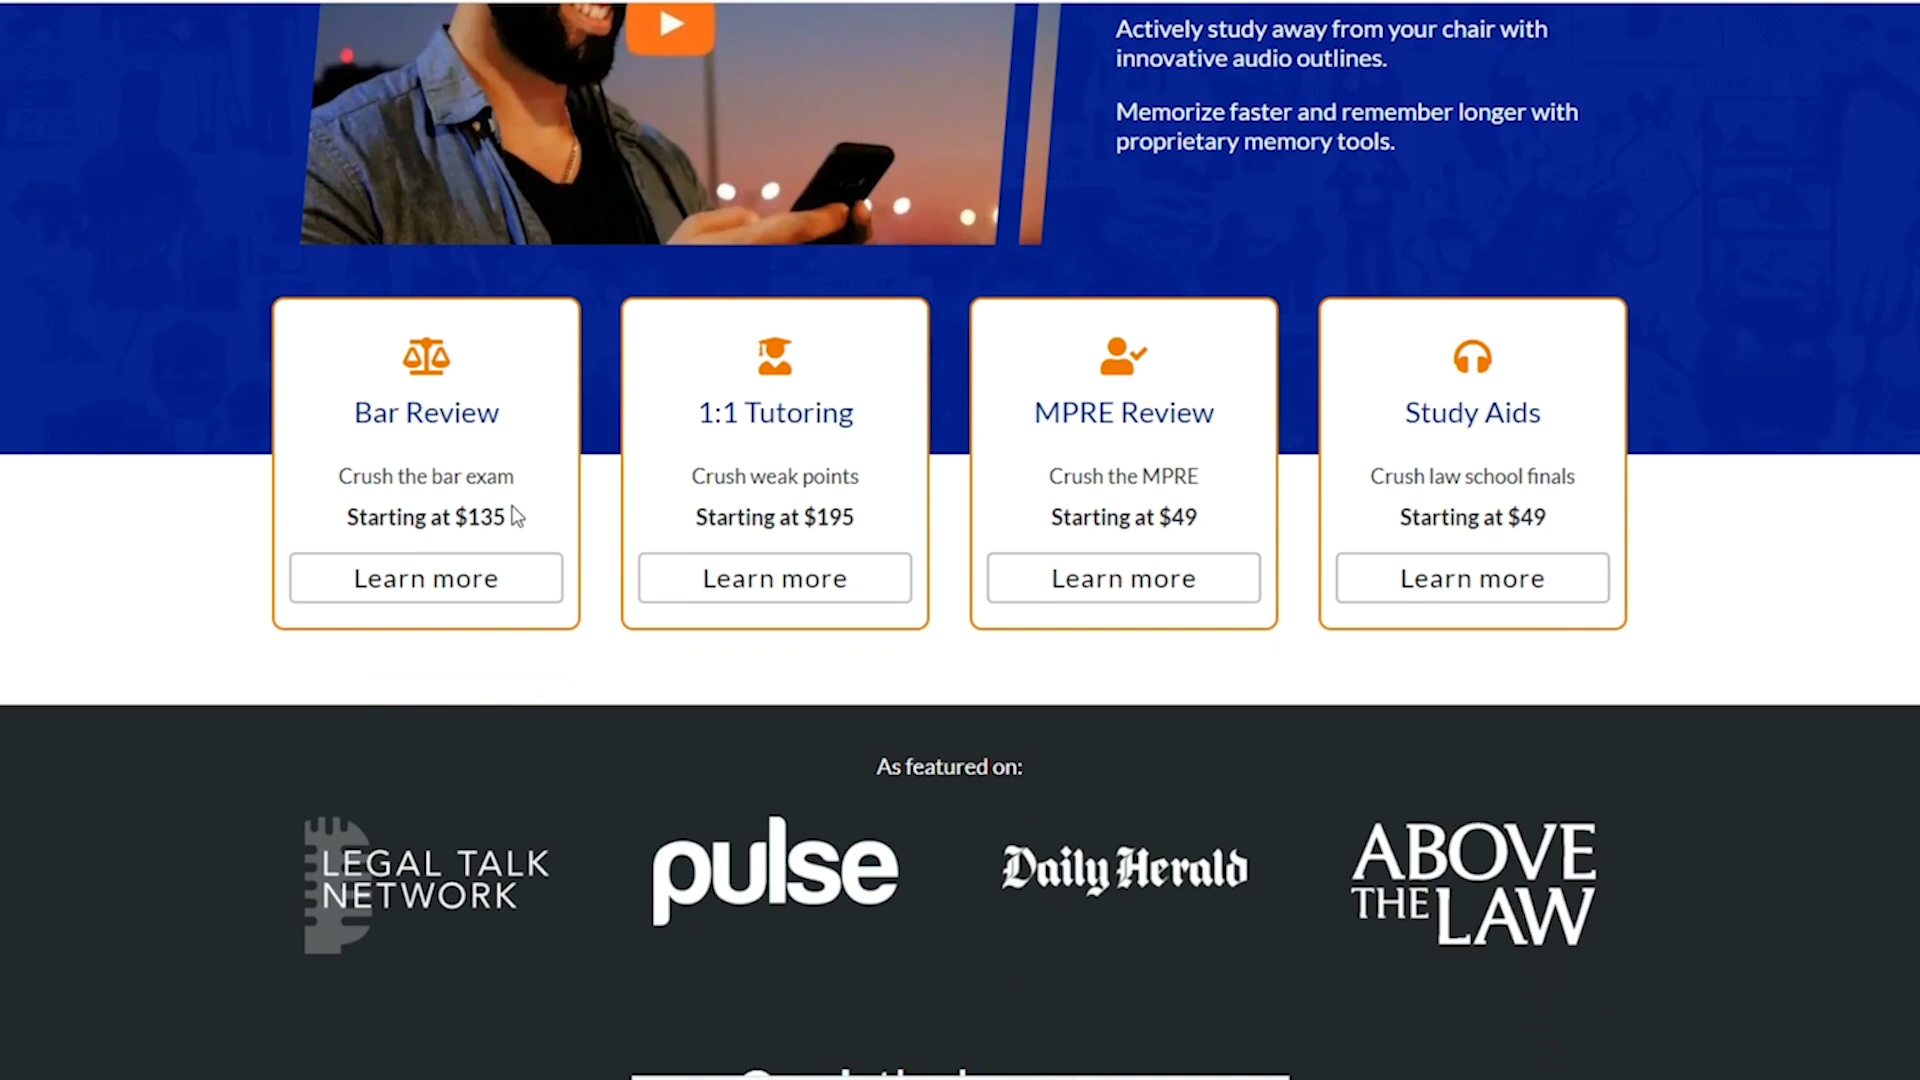 Actively study away from your chair with
innovative audio outlines.
Memorize faster and remember longer with
proprietary memory tools.
Bar Review
Crush the bar exam
Starting at $135
Learn more
1:1 Tutoring
Crush weak points
Starting at $195
Learn more
MPRE Review
Crush the MPRE
Starting at $49
Learn more
Study Aids
Crush law school finals
Starting at $49
Learn more
As featured on:
LEGAL TALK
NETWORK
pulse
Daily Herald
ABOVE
THE LAW